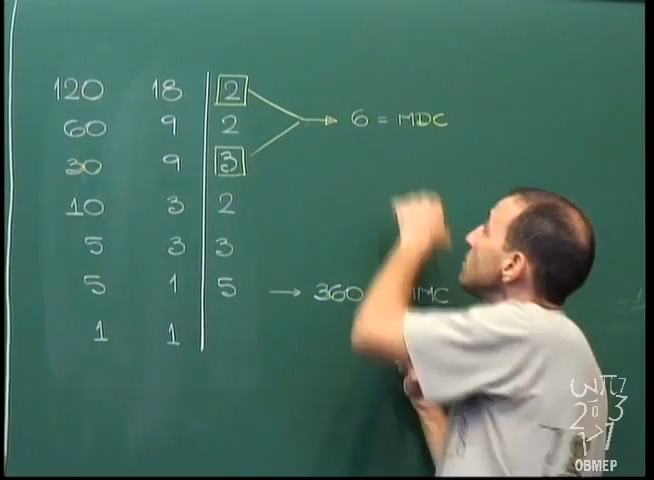 120 18 2
60 9 2 6 = MDC
30 9 3
10 3 2
5 3 3
5 1 5 → 360 MMC
1 1
OBMEP